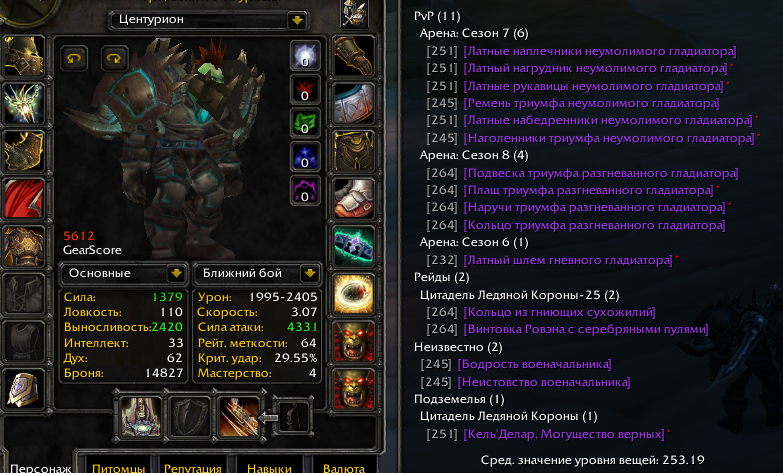 Центурион
0
0
0
0
0
5612
GearScore
Основные
Ближний бой
Сила: 1379
Ловкость: 110
Выносливость: 2420
Интеллект: 33
Дух: 62
Броня: 14827
Урон: 1995-2405
Скорость: 3.07
Сила атаки: 4331
Рейт. меткости: 64
Крит. удар: 29.55%
Мастерство: 4
Персонаж
Питомцы
Репутация
Навыки
Валюта
PvP (11)
Арена: Сезон 7 (6)
[251] [Латные наплечники неумолимого гладиатора]
[251] [Латный нагрудник неумолимого гладиатора]*
[251] [Латные рукавицы неумолимого гладиатора]*
[245] [Ремень триумфа неумолимого гладиатора]
[251] [Латные набедренники неумолимого гладиатора]*
[245] [Наголенники триумфа неумолимого гладиатора]*
Арена: Сезон 8 (4)
[264] [Подвеска триумфа разгневанного гладиатора]
[264] [Плащ триумфа разгневанного гладиатора]*
[264] [Наручи триумфа разгневанного гладиатора]*
[264] [Кольцо триумфа разгневанного гладиатора]
Арена: Сезон 6 (1)
[232] [Латный шлем гневного гладиатора]*
Рейды (2)
Цитадель Ледяной Короны-25 (2)
[264] [Кольцо из гниющих сухожилий]
[264] [Винтовка Ровэна с серебряными пулями]
Неизвестно (2)
[245] [Бодрость военачальника]
[245] [Неистовство военачальника]
Подземелья (1)
Цитадель Ледяной Короны (1)
[251] [Кель'Делар, Могущество верных]*
Сред. значение уровня вещей: 253.19